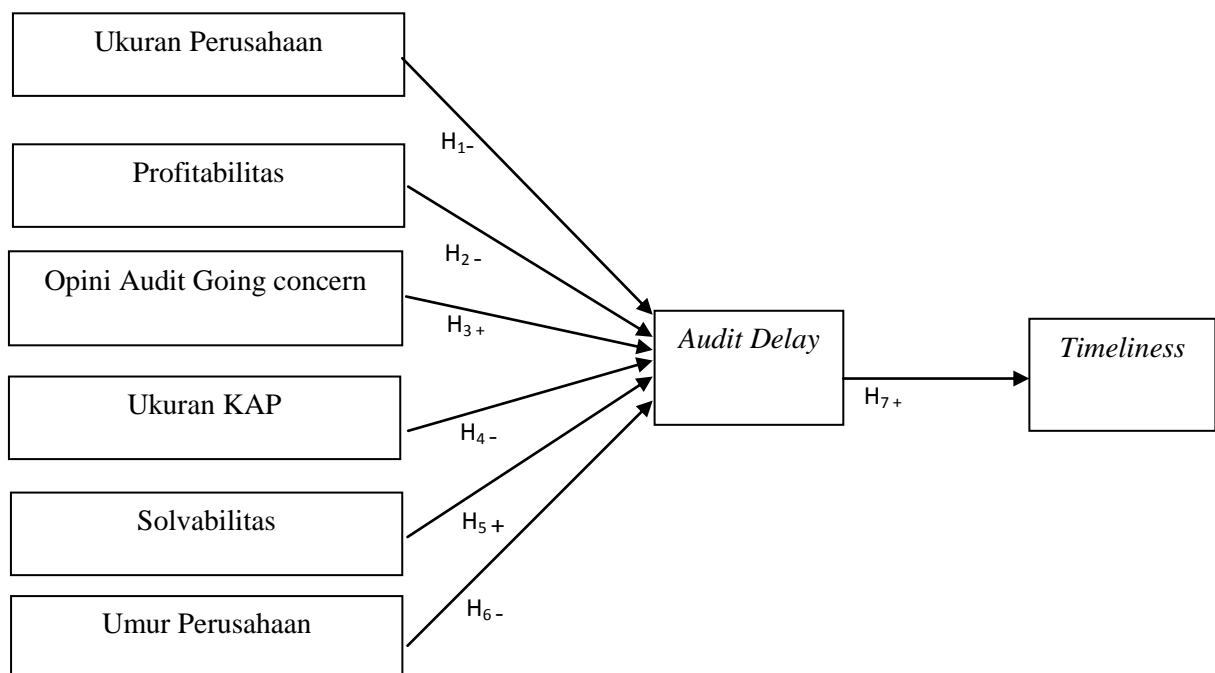 Ukuran Perusahaan
H1-
Profitabilitas
H2-
Opini Audit Going concern
H3+
Audit Delay
Timeliness
H7+
Ukuran KAP
H4-
Solvabilitas
H5+
Umur Perusahaan
H6-